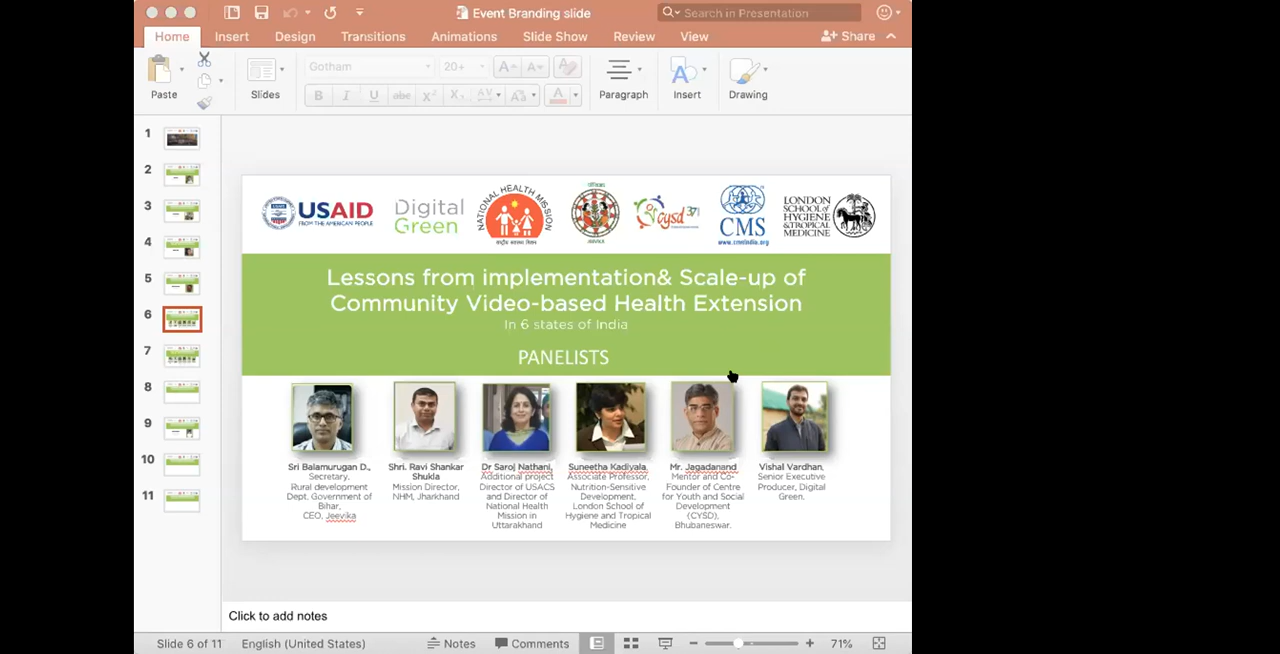 Event Branding slide
Search in Presentation
Home Insert Design Transitions Animations Slide Show Review View Share
Gotham 20+
Paste Slides Paragraph Insert Drawing
B I U abc X² X₂ AV Aa A
1
2
3
4
5
6
7
8
9
10
11
USAID
FROM THE AMERICAN PEOPLE
Digital
Green
NATIONAL HEALTH MISSION
राष्ट्रीय स्वास्थ्य मिशन
cysd 37
CMS
www.cmsindia.org
LONDON
SCHOOL of
HYGIENE
& TROPICAL
MEDICINE
Lessons from implementation& Scale-up of
Community Video-based Health Extension
In 6 states of India
PANELISTS
Sri Balamurugan D.,
Secretary,
Rural development
Dept. Government of
Bihar,
CEO, Jeevika
Shri. Ravi Shankar
Shukla
Mission Director,
NHM, Jharkhand
Dr Saroj Nathani,
Additional project
Director of USACS
and Director of
National Health
Mission in
Uttarakhand
Suneetha Kadiyala,
Associate Professor,
Nutrition-Sensitive
Development,
London School of
Hygiene and Tropical
Medicine
Mr. Jagadanand
Mentor and Co-
Founder of Centre
for Youth and Social
Development
(CYSD),
Bhubaneswar.
Vishal Vardhan,
Senior Executive
Producer, Digital
Green.
Click to add notes
Slide 6 of 11 English (United States) Notes Comments 71%